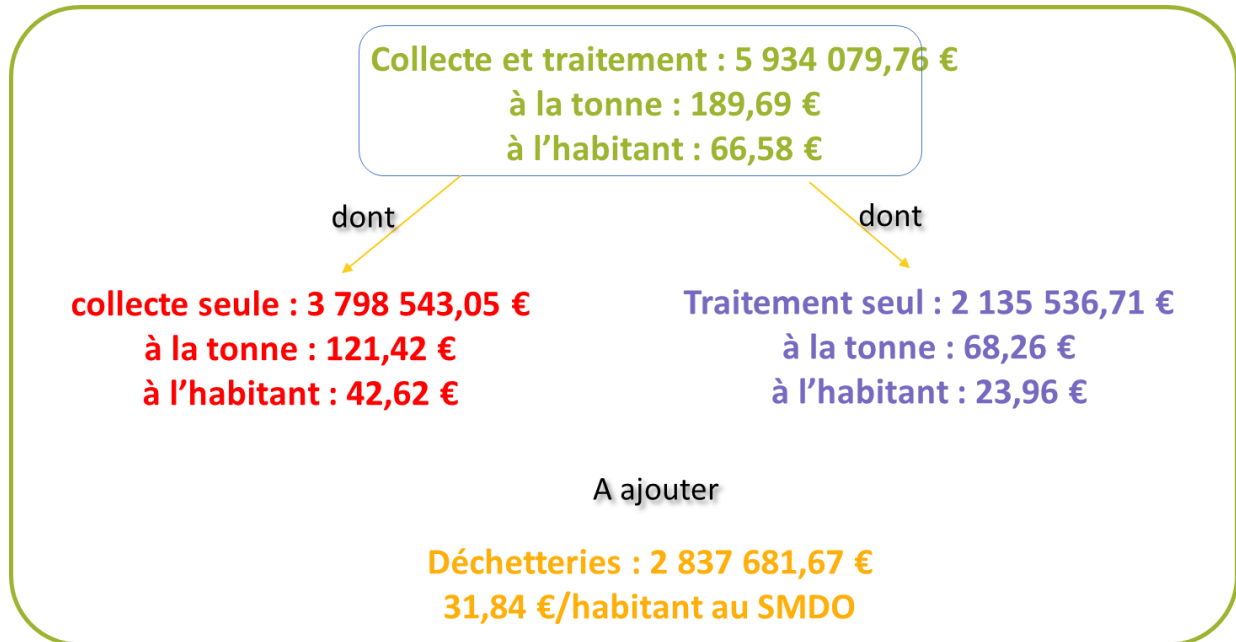 Collecte et traitement : 5 934 079,76 €
à la tonne : 189,69 €
à l’habitant : 66,58 €
dont
dont
collecte seule : 3 798 543,05 €
à la tonne : 121,42 €
à l’habitant : 42,62 €
Traitement seul : 2 135 536,71 €
à la tonne : 68,26 €
à l’habitant : 23,96 €
A ajouter
Déchetteries : 2 837 681,67 €
31,84 €/habitant au SMDO